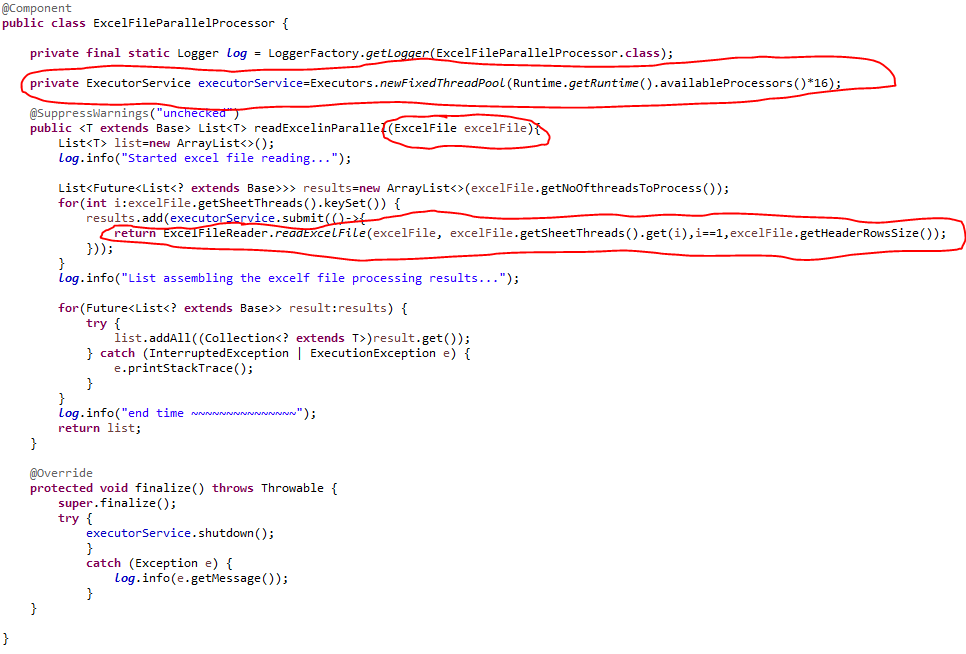 @Component
public class ExcelFileParallelProcessor {
private final static Logger log = LoggerFactory.getLogger(ExcelFileParallelProcessor.class);
private ExecutorService executorService=Executors.newFixedThreadPool(Runtime.getRuntime().availableProcessors()*16);
@SuppressWarnings("unchecked")
public <T extends Base> List<T> readExcelinParallel(ExcelFile excelFile){
List<T> list=new ArrayList<>();
log.info("Started excel file reading...");
List<Future<List<? extends Base>>> results=new ArrayList<>(excelFile.getNoOfthreadsToProcess());
for(int i:excelFile.getSheetThreads().keySet()) {
results.add(executorService.submit(()->{
return ExcelFileReader.readExcelFile(excelFile, excelFile.getSheetThreads().get(i),i==1,excelFile.getHeaderRowsSize());
}));
}
log.info("List assembling the excelf file processing results...");
for(Future<List<? extends Base>> result:results) {
try {
list.addAll((Collection<? extends T>)result.get());
} catch (InterruptedException | ExecutionException e) {
e.printStackTrace();
}
}
log.info("end time ~~~~~~~~~~~~~~~");
return list;
}
@Override
protected void finalize() throws Throwable {
super.finalize();
try {
executorService.shutdown();
}
catch (Exception e) {
log.info(e.getMessage());
}
}
}